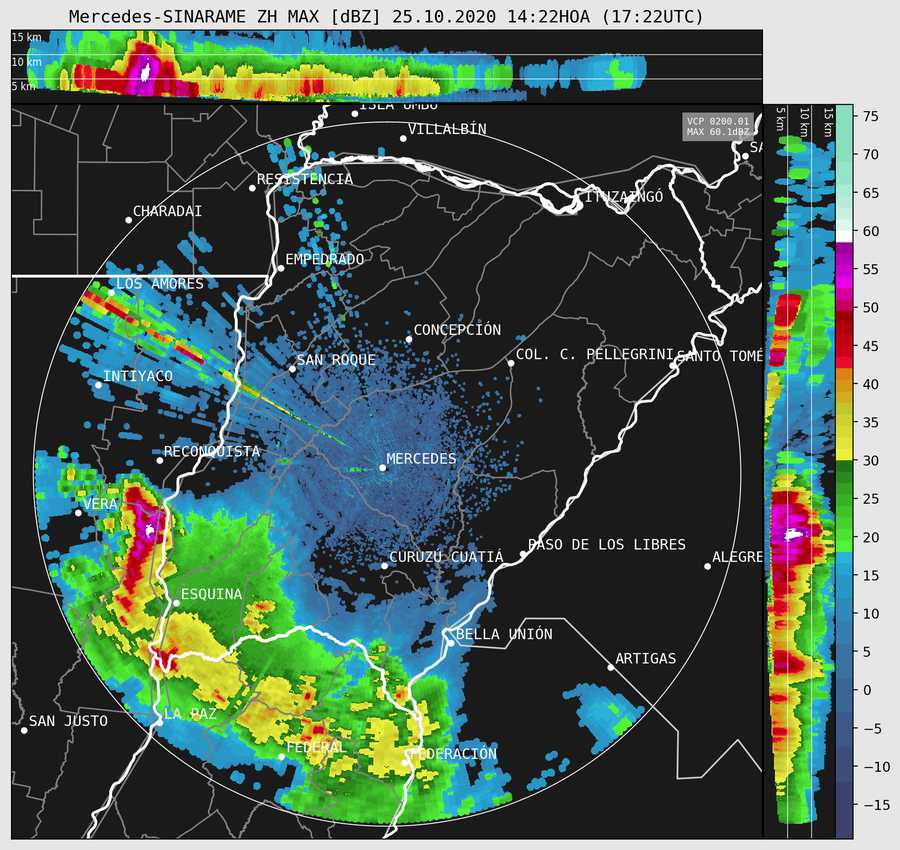 Mercedes-SINARAME ZH MAX [dBZ] 25.10.2020 14:22HOA (17:22UTC)
15 km
10 km
5 km
5 km
10 km
15 km
VCP 0200.01
MAX 60.1dBZ
ISLA UMBÚ
VILLALBÍN
SA
RESISTENCIA
ITUZAINGÓ
CHARADAI
EMPEDRADO
LOS AMORES
CONCEPCIÓN
SAN ROQUE
COL. C. PELLEGRINI
SANTO TOMÉ
INTIYACO
RECONQUISTA
MERCEDES
VERA
PASO DE LOS LIBRES
CURUZÚ CUATIÁ
ALEGRE
ESQUINA
BELLA UNIÓN
ARTIGAS
LA PAZ
SAN JUSTO
FEDERAL
FEDERACIÓN
75
70
65
60
55
50
45
40
35
30
25
20
15
10
5
0
−5
−10
−15